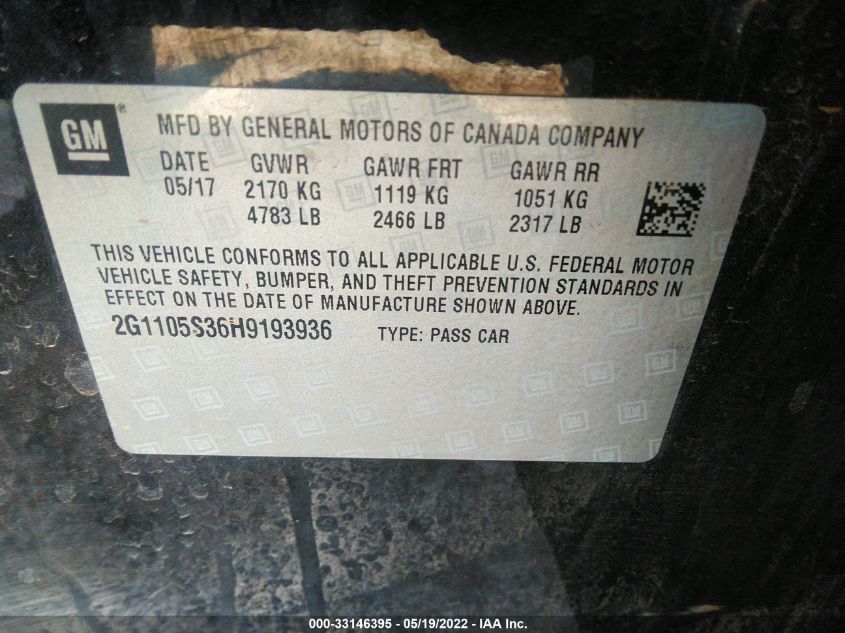 GM ® MFD BY GENERAL MOTORS OF CANADA COMPANY
DATE GVWR GAWR FRT GAWR RR
05/17 2170 KG 1119 KG 1051 KG
4783 LB 2466 LB 2317 LB
THIS VEHICLE CONFORMS TO ALL APPLICABLE U.S. FEDERAL MOTOR
VEHICLE SAFETY, BUMPER, AND THEFT PREVENTION STANDARDS IN
EFFECT ON THE DATE OF MANUFACTURE SHOWN ABOVE.
2G1105S36H9193936 TYPE: PASS CAR
000-33146395 - 05/19/2022 - IAA Inc.